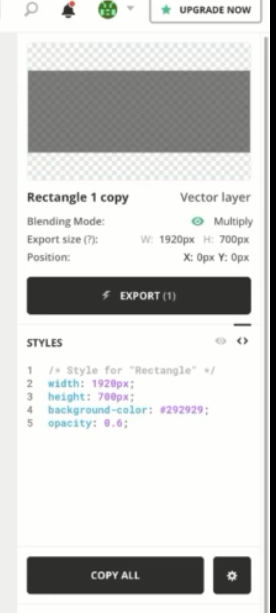 UPGRADE NOW
Rectangle 1 copy Vector layer
Blending Mode: Multiply
Export size (?): W: 1920px H: 700px
Position: X: 0px Y: 0px
EXPORT (1)
STYLES
1 /* Style for "Rectangle" */
2 width: 1920px;
3 height: 700px;
4 background-color: #292929;
5 opacity: 0.6;
COPY ALL